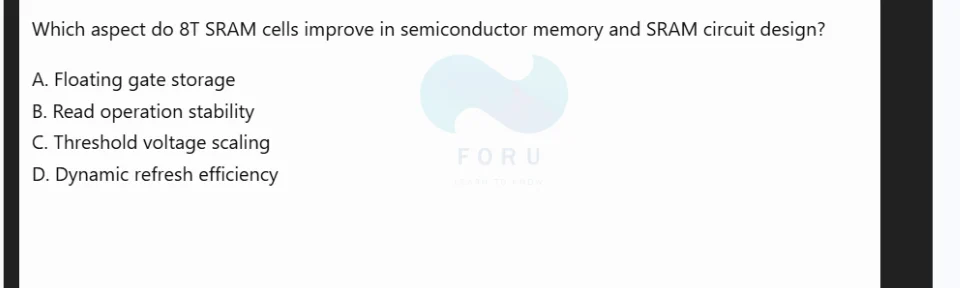 Which aspect do 8T SRAM cells improve in semiconductor memory and SRAM circuit design?
A. Floating gate storage
B. Read operation stability
C. Threshold voltage scaling
D. Dynamic refresh efficiency
FORU